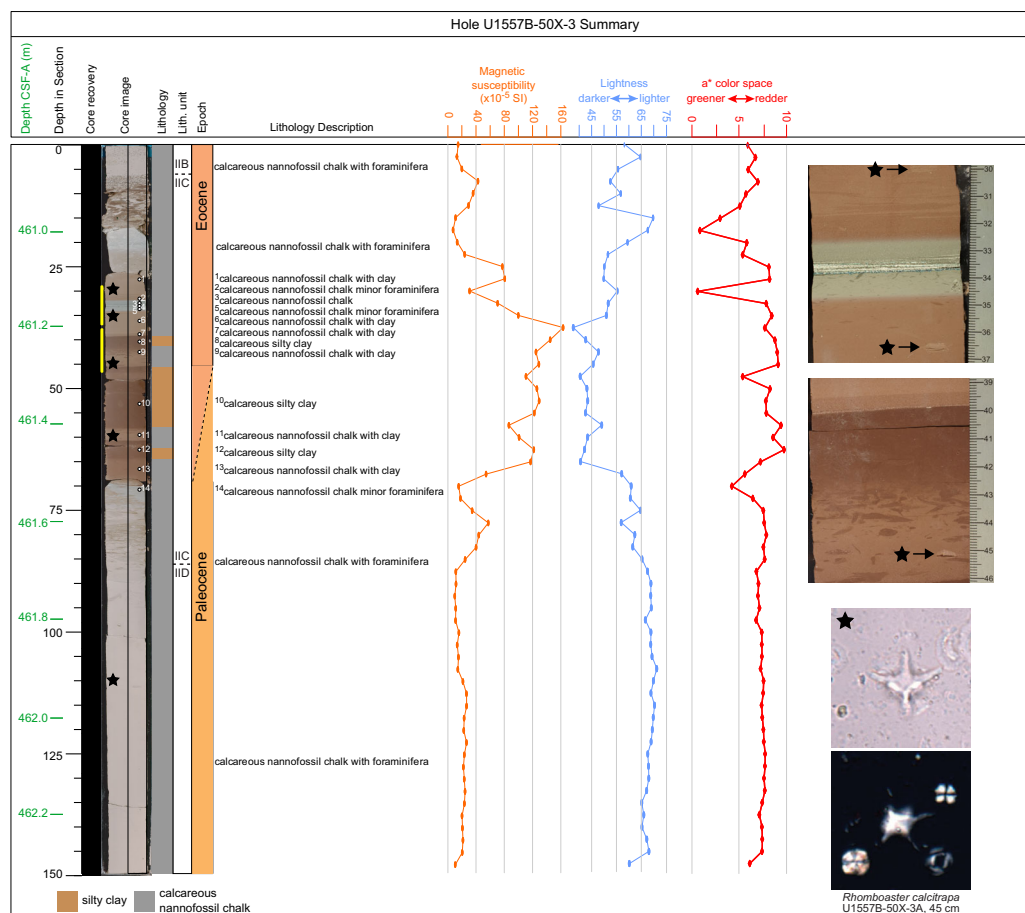 Hole U1557B-50X-3 Summary
Depth CSF-A (m)
Depth in Section
Core recovery
Core image
Lithology
Lith. unit
Epoch
Lithology Description
Magnetic
susceptibility
(x10-5 SI)
0 40 80 120 160
Lightness
darker lighter
45 55 65 75
a* color space
greener redder
0 5 10
0
25
50
75
100
125
150
461.0
461.2
461.4
461.6
461.8
462.0
462.2
IIB
IIC
IIC
IID
Eocene
Paleocene
calcareous nannofossil chalk with foraminifera
calcareous nannofossil chalk with foraminifera
1calcareous nannofossil chalk with clay
2calcareous nannofossil chalk minor foraminifera
3calcareous nannofossil chalk
5calcareous nannofossil chalk minor foraminifera
6calcareous nannofossil chalk with clay
7calcareous nannofossil chalk with clay
8calcareous silty clay
9calcareous nannofossil chalk with clay
10calcareous silty clay
11calcareous nannofossil chalk with clay
12calcareous silty clay
13calcareous nannofossil chalk with clay
14calcareous nannofossil chalk minor foraminifera
calcareous nannofossil chalk with foraminifera
calcareous nannofossil chalk with foraminifera
6
7
8
9
10
11
12
13
14
30
31
32
33
34
35
36
37
39
40
41
42
43
44
45
46
silty clay
calcareous
nannofossil chalk
Rhomboaster calcitrapa
U1557B-50X-3A, 45 cm